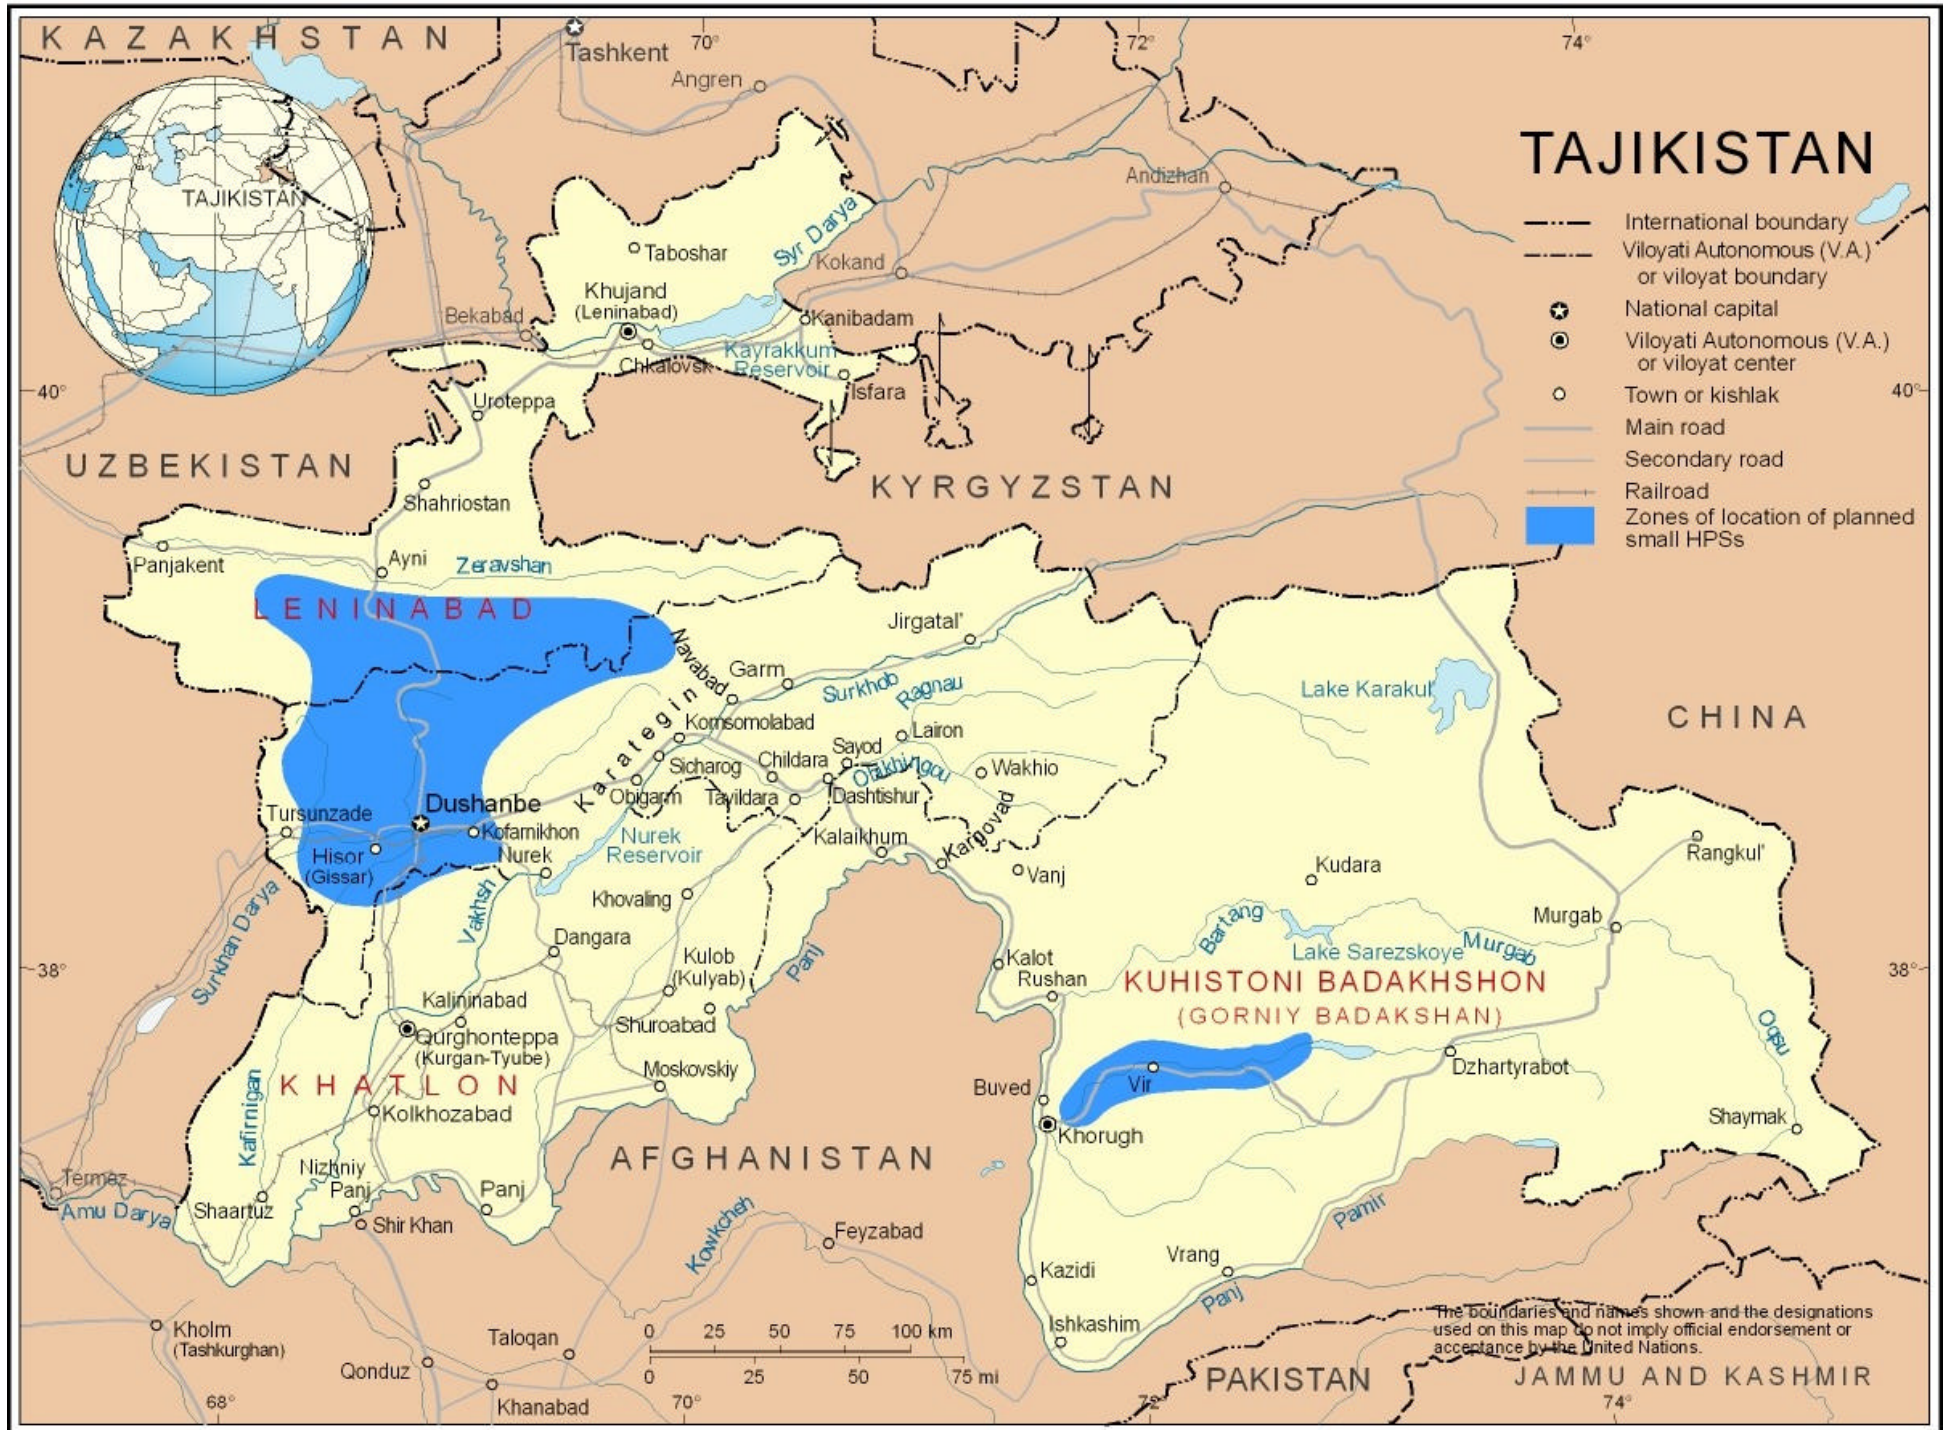 KAZAKHSTAN
Tashkent
70°
72°
74°
Angren
TAJIKISTAN
TAJIKISTAN
Andizhan
International boundary
Viloyati Autonomous (V.A.)
or viloyat boundary
National capital
Viloyati Autonomous (V.A.)
or viloyat center
Town or kishlak
Main road
Secondary road
Railroad
Zones of location of planned
small HPSs
Taboshar
Syr Darya
Kokand
Khujand
(Leninabad)
Bekabad
Kanibadam
Chkalovsk
Kayrakkum
Reservoir
Isfara
40°
40°
Uroteppa
UZBEKISTAN
KYRGYZSTAN
Shahriostan
Panjakent
Ayni
Zeravshan
LENINABAD
Jirgatal'
Navabad
Garm
Surkhob
Ragnau
Lake Karakul
CHINA
Karategin
Komsomolabad
Lairon
Sayod
Sicharog
Childara
Obikhingou
Wakhio
Obigarm
Tavildara
Dashtishur
Tursunzade
Dushanbe
Kofarnikhon
Hisor
(Gissar)
Nurek
Nurek
Reservoir
Kalaikhum
Kargovad
Vanj
Kudara
Rangkul'
Khovaling
Vakhsh
Surkhan Darya
Dangara
Bartang
Murgab
Murgab
Lake Sarezskoye
Kulob
(Kulyab)
Panj
Kalot
Rushan
38°
38°
KUHISTONI BADAKHSHON
(GORNIY BADAKSHAN)
Kalininabad
Qurghonteppa
(Kurgan-Tyube)
Shuroabad
Oqsu
KHATLON
Moskovskiy
Kolkhozabad
Kafirnigan
Buved
Vir
Dzhartyrabot
Khorugh
Shaymak
AFGHANISTAN
Termez
Amu Darya
Nizhniy
Panj
Shaartuz
Shir Khan
Panj
Kowkcheh
Feyzabad
Pamir
Vrang
Panj
Kazidi
Ishkashim
Kholm
(Tashkurghan)
Qonduz
Taloqan
Khanabad
0 25 50 75 100 km
0 25 50 75 mi
The boundaries and names shown and the designations
used on this map do not imply official endorsement or
acceptance by the United Nations.
PAKISTAN
JAMMU AND KASHMIR
68°
70°
72°
74°